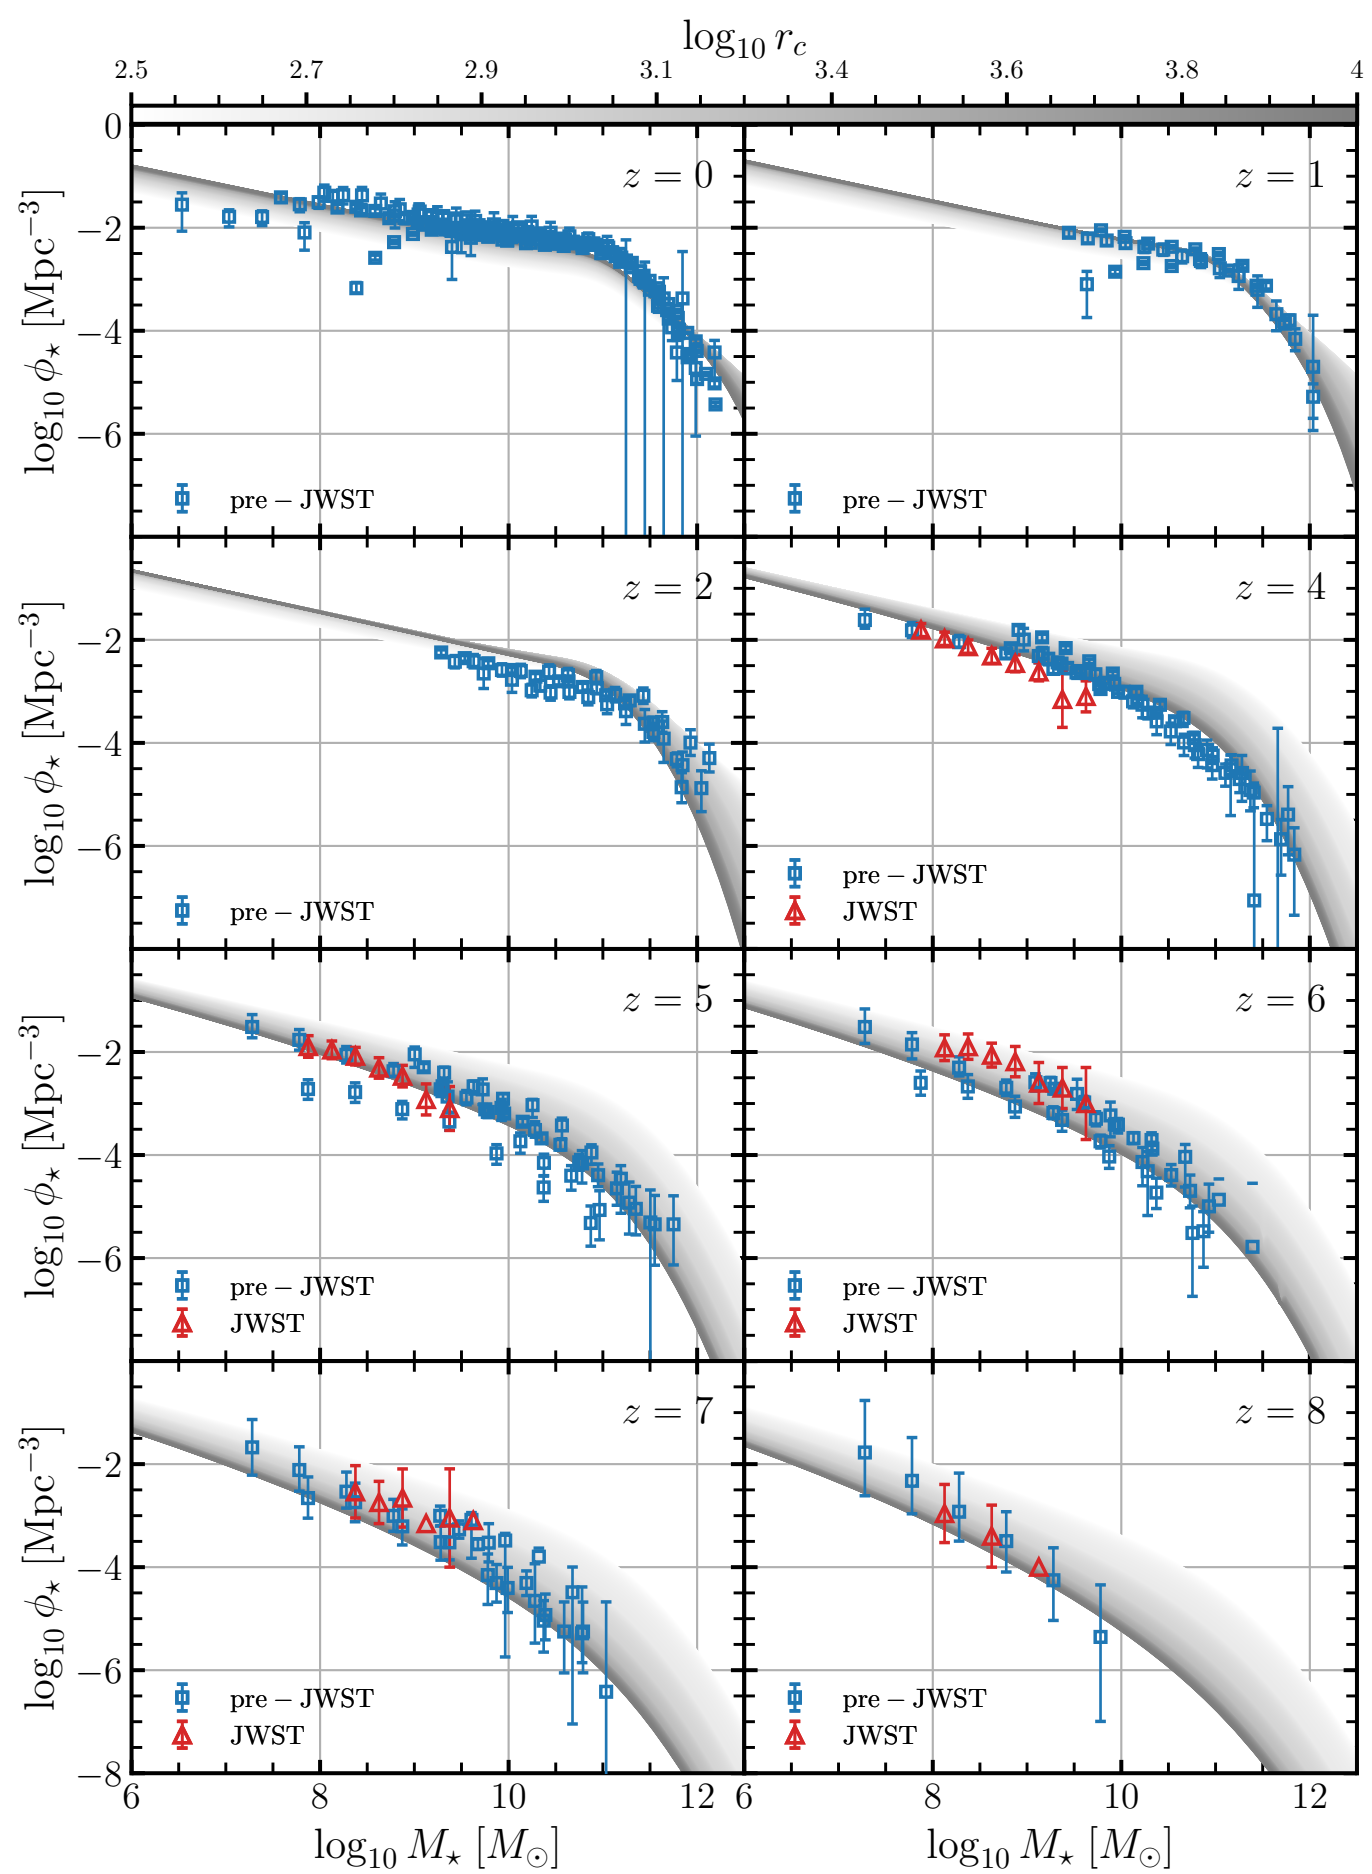 log₁₀ r_c
2.5 2.7 2.9 3.1 3.4 3.6 3.8 4
0
−2
−4
−6
log₁₀ ϕ⋆ [Mpc⁻³]
z = 0
pre − JWST
z = 1
pre − JWST
−2
−4
−6
log₁₀ ϕ⋆ [Mpc⁻³]
z = 2
pre − JWST
z = 4
pre − JWST
JWST
−2
−4
−6
log₁₀ ϕ⋆ [Mpc⁻³]
z = 5
pre − JWST
JWST
z = 6
pre − JWST
JWST
−2
−4
−6
−8
log₁₀ ϕ⋆ [Mpc⁻³]
z = 7
pre − JWST
JWST
z = 8
pre − JWST
JWST
6 8 10 12 6 8 10 12
log₁₀ M⋆ [M⊙] log₁₀ M⋆ [M⊙]